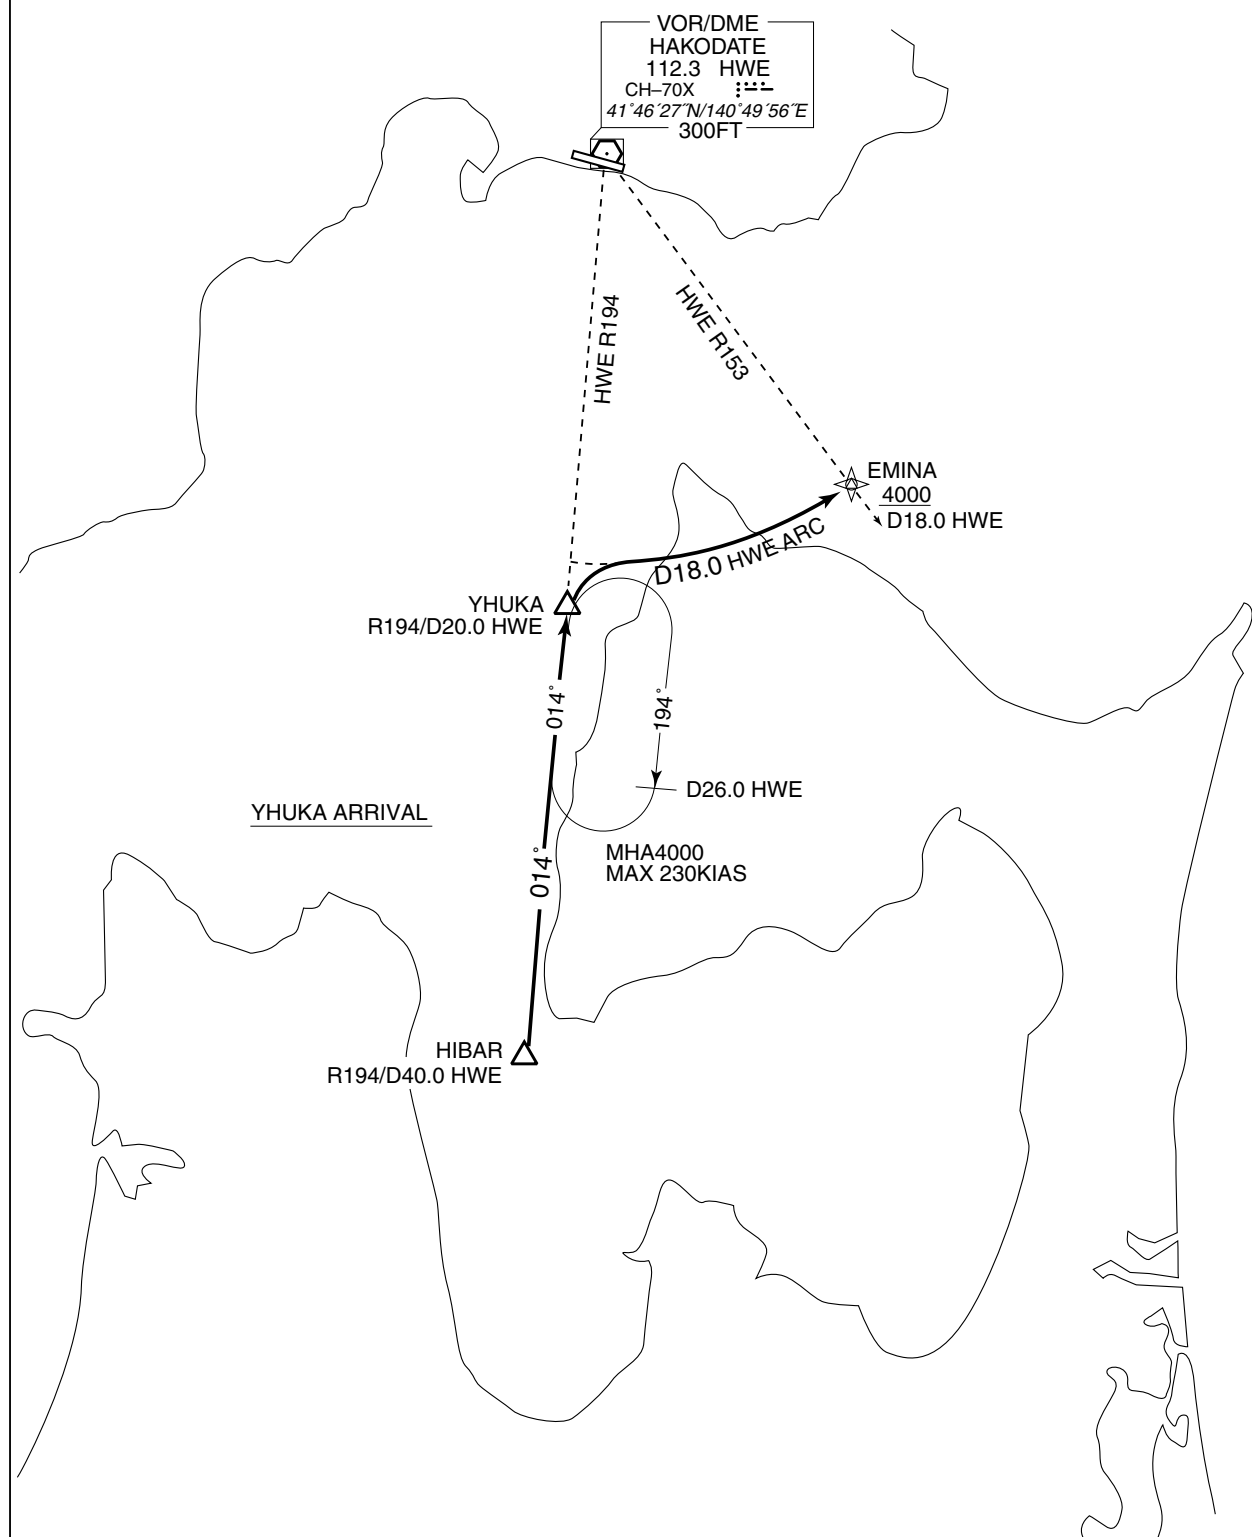 VOR/DME
HAKODATE
112.3 HWE
CH–70X
41°46´27˝N/140°49´56˝E
300FT
HWE R194
HWE R153
EMINA
4000
D18.0 HWE
D18.0 HWE ARC
YHUKA
R194/D20.0 HWE
014°
194°
D26.0 HWE
YHUKA ARRIVAL
MHA4000
MAX 230KIAS
014°
HIBAR
R194/D40.0 HWE